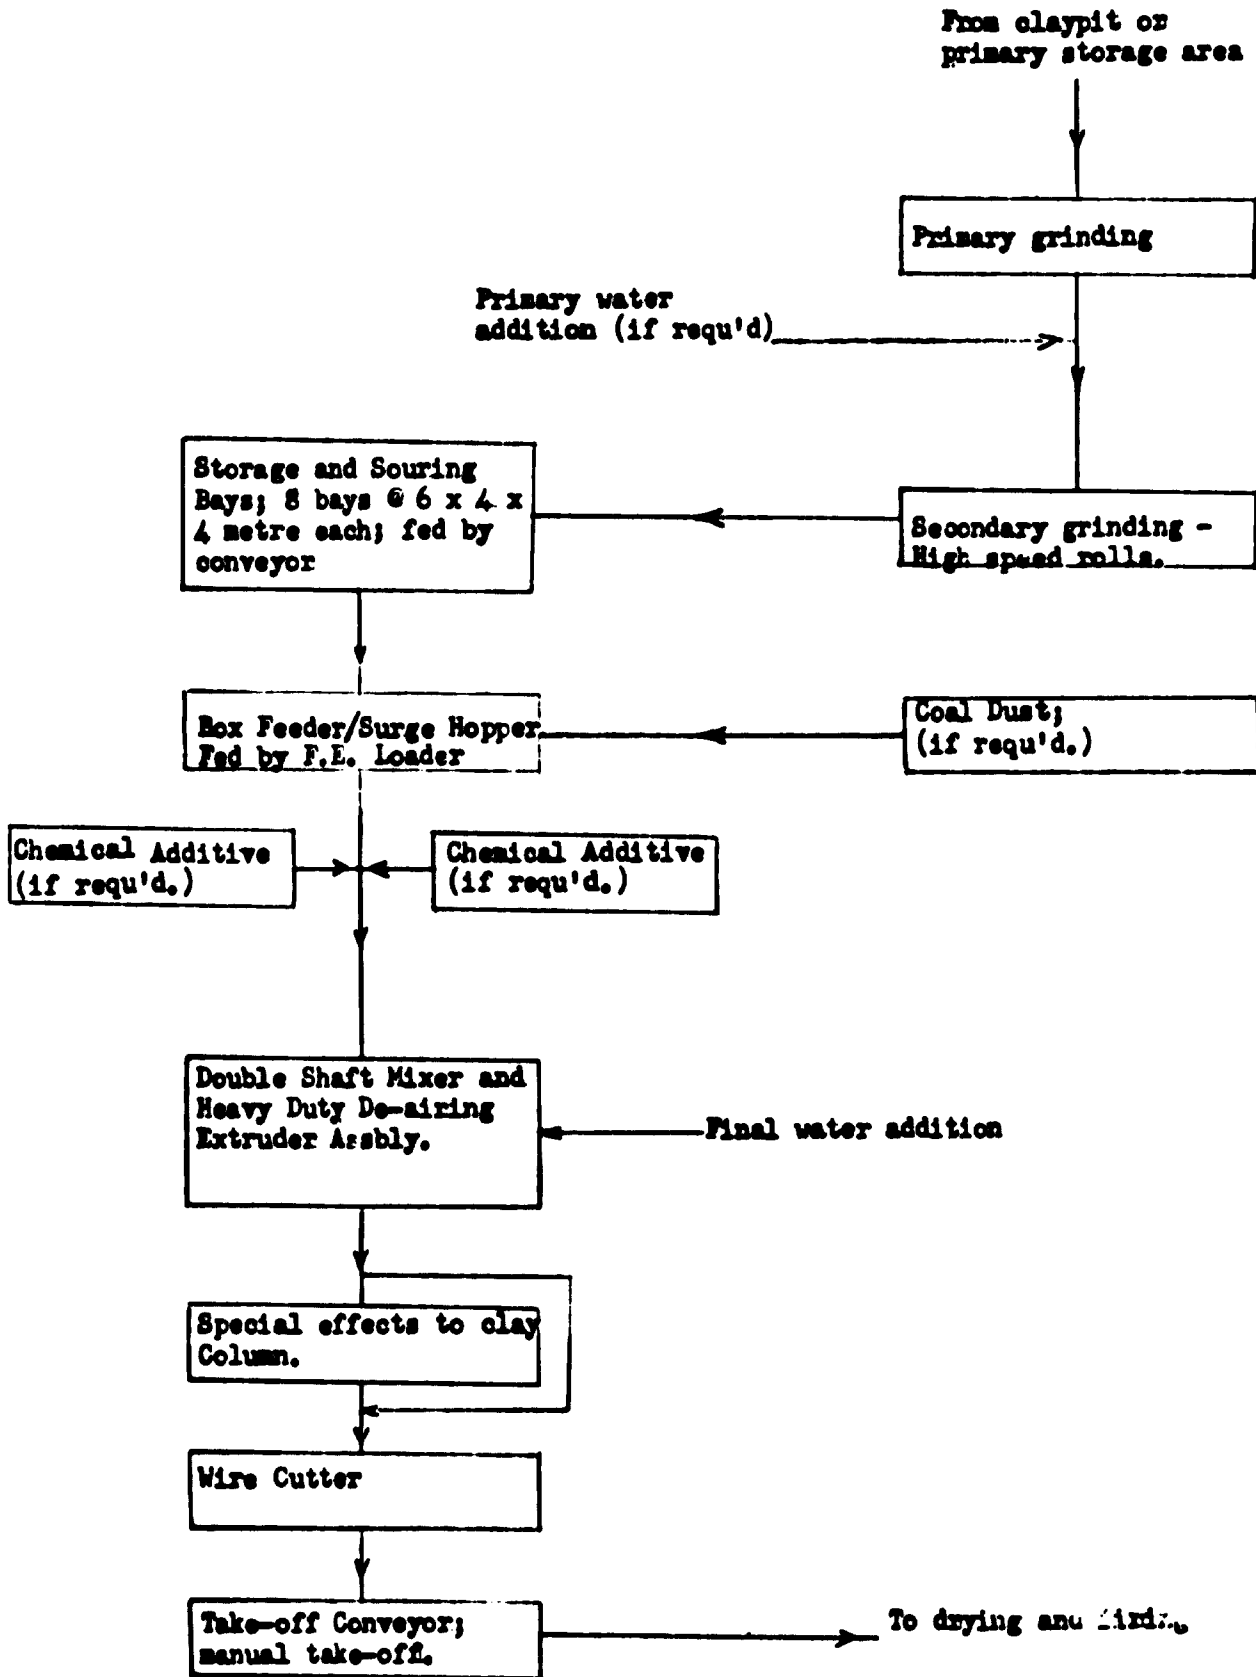 From claypit or
primary storage area
Primary grinding
Primary water
addition (if requ'd)
Storage and Souring
Bays; 8 bays @ 6 x 4 x
4 metre each; fed by
conveyor
Secondary grinding -
High speed rolls.
Box Feeder/Surge Hopper
Fed by F.E. Loader
Coal Dust;
(if requ'd.)
Chemical Additive
(if requ'd.)
Chemical Additive
(if requ'd.)
Double Shaft Mixer and
Heavy Duty De-airing
Extruder Assbly.
Final water addition
Special effects to clay
Column.
Wire Cutter
Take-off Conveyor;
manual take-off.
To drying and firing